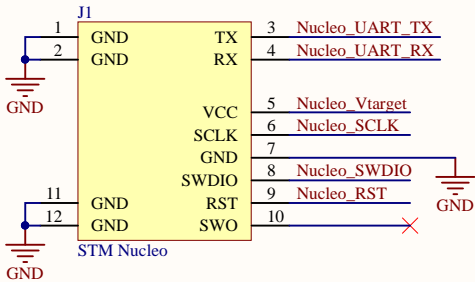 J1
1 GND TX 3 Nucleo_UART_TX
2 GND RX 4 Nucleo_UART_RX
GND
VCC 5 Nucleo_Vtarget
SCLK 6 Nucleo_SCLK
GND 7
SWDIO 8 Nucleo_SWDIO
11 GND RST 9 Nucleo_RST
GND
12 GND SWO 10
STM Nucleo
GND